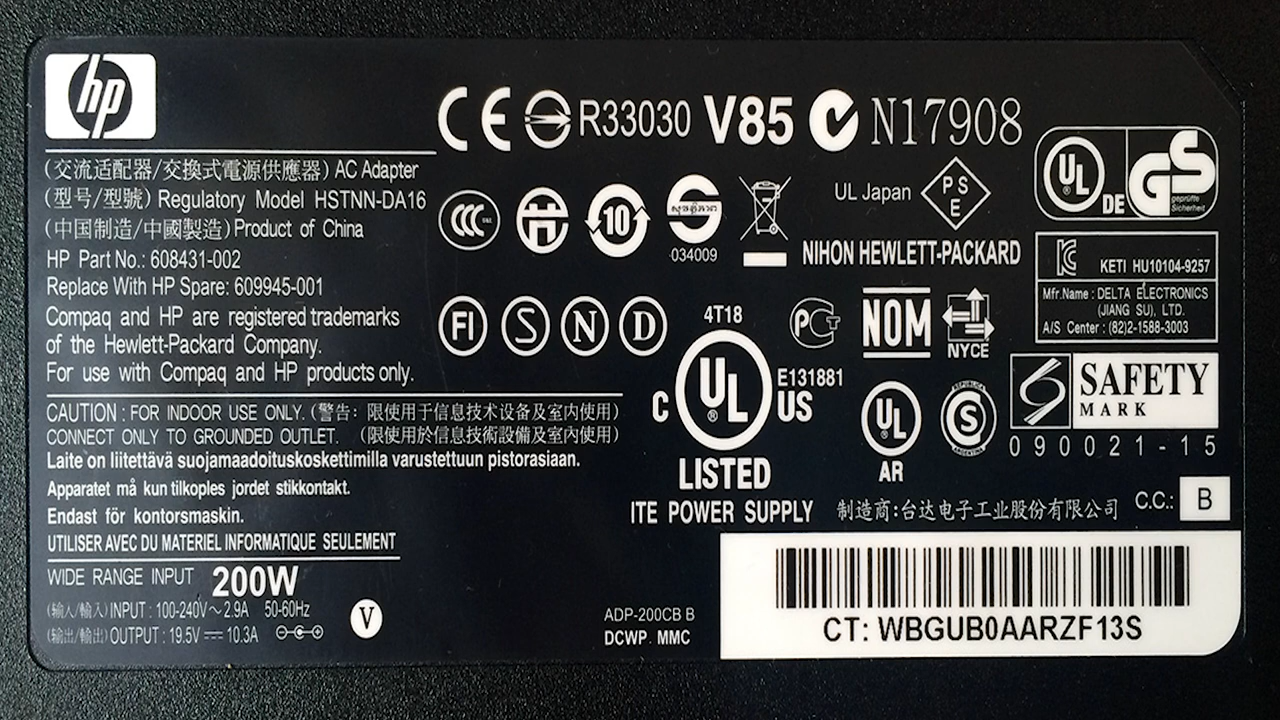 hp
(交流适配器/交換式電源供應器) AC Adapter
(型号/型號) Regulatory Model HSTNN-DA16
(中国制造/中國製造) Product of China
HP Part No.: 608431-002
Replace With HP Spare: 609945-001
Compaq and HP are registered trademarks
of the Hewlett-Packard Company.
For use with Compaq and HP products only.
CAUTION : FOR INDOOR USE ONLY. (警告: 限使用于信息技术设备及室内使用)
CONNECT ONLY TO GROUNDED OUTLET. (限使用於信息技術設備及室內使用)
Laite on liitettävä suojamaadoituskoskettimilla varustettuun pistorasiaan.
Apparatet må kun tilkoples jordet stikkontakt.
Endast för kontorsmaskin.
UTILISER AVEC DU MATERIEL INFORMATIQUE SEULEMENT
WIDE RANGE INPUT 200W
(输入/輸入) INPUT : 100-240V～ 2.9A 50-60Hz
(输出/輸出) OUTPUT : 19.5V⎓ 10.3A
V
CE R33030 V85 N17908
CCC
10
034009
UL Japan
PSE
NIHON HEWLETT-PACKARD
UL DE GS
geprüfte
Sicherheit
KETI HU10104-9257
Mfr.Name : DELTA ELECTRONICS
(JIANG SU), LTD.
A/S Center : (82)2-1588-3003
FI S N D
4T18
C UL US
E131881
LISTED
ITE POWER SUPPLY
PCT
NOM
NYCE
UL
AR
REPUBLICA
S
ARGENTINA
SAFETY
MARK
090021-15
制造商:台达电子工业股份有限公司
C.C.: B
ADP-200CB B
DCWP MMC
CT: WBGUB0AARZF13S